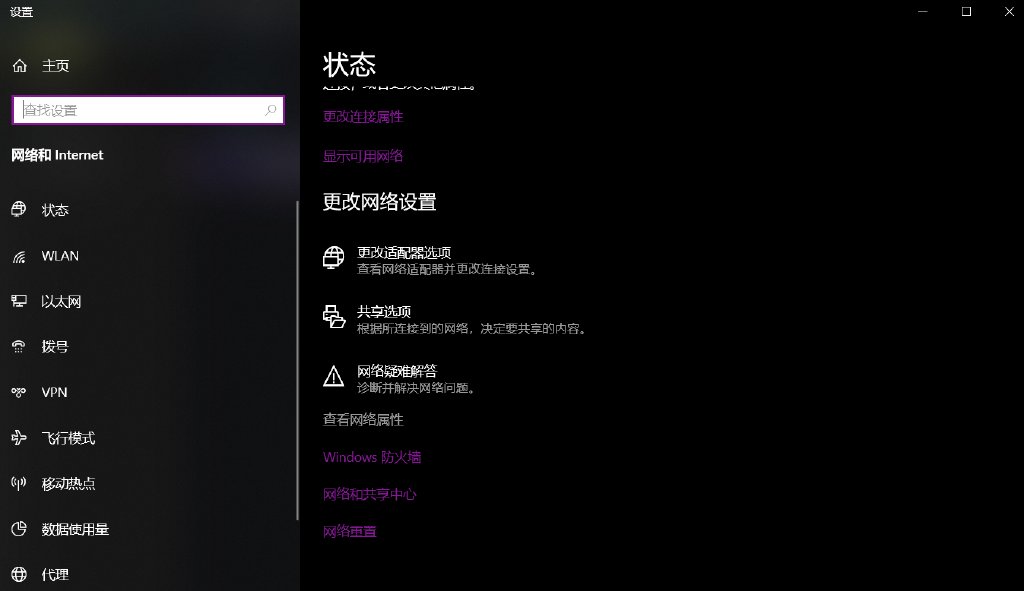 设置
主页
查找设置
网络和 Internet
状态
WLAN
以太网
拨号
VPN
飞行模式
移动热点
数据使用量
代理
状态
更改连接属性
显示可用网络
更改网络设置
更改适配器选项
查看网络适配器并更改连接设置。
共享选项
根据所连接到的网络，决定要共享的内容。
网络疑难解答
诊断并解决网络问题。
查看网络属性
Windows 防火墙
网络和共享中心
网络重置